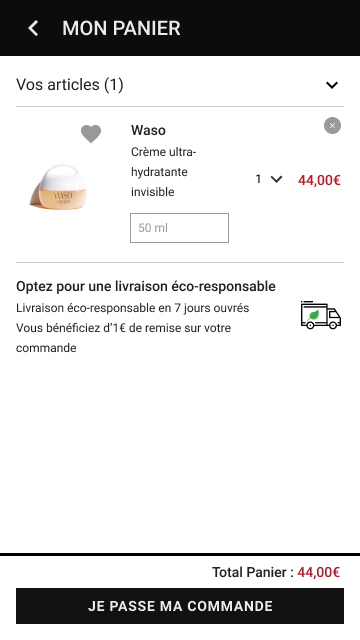 MON PANIER
Vos articles (1)
Waso
Crème ultra-
hydratante
invisible
1
44,00€
WASO
50 ml
Optez pour une livraison éco-responsable
Livraison éco-responsable en 7 jours ouvrés
Vous bénéficiez d'1€ de remise sur votre
commande
Total Panier : 44,00€
JE PASSE MA COMMANDE